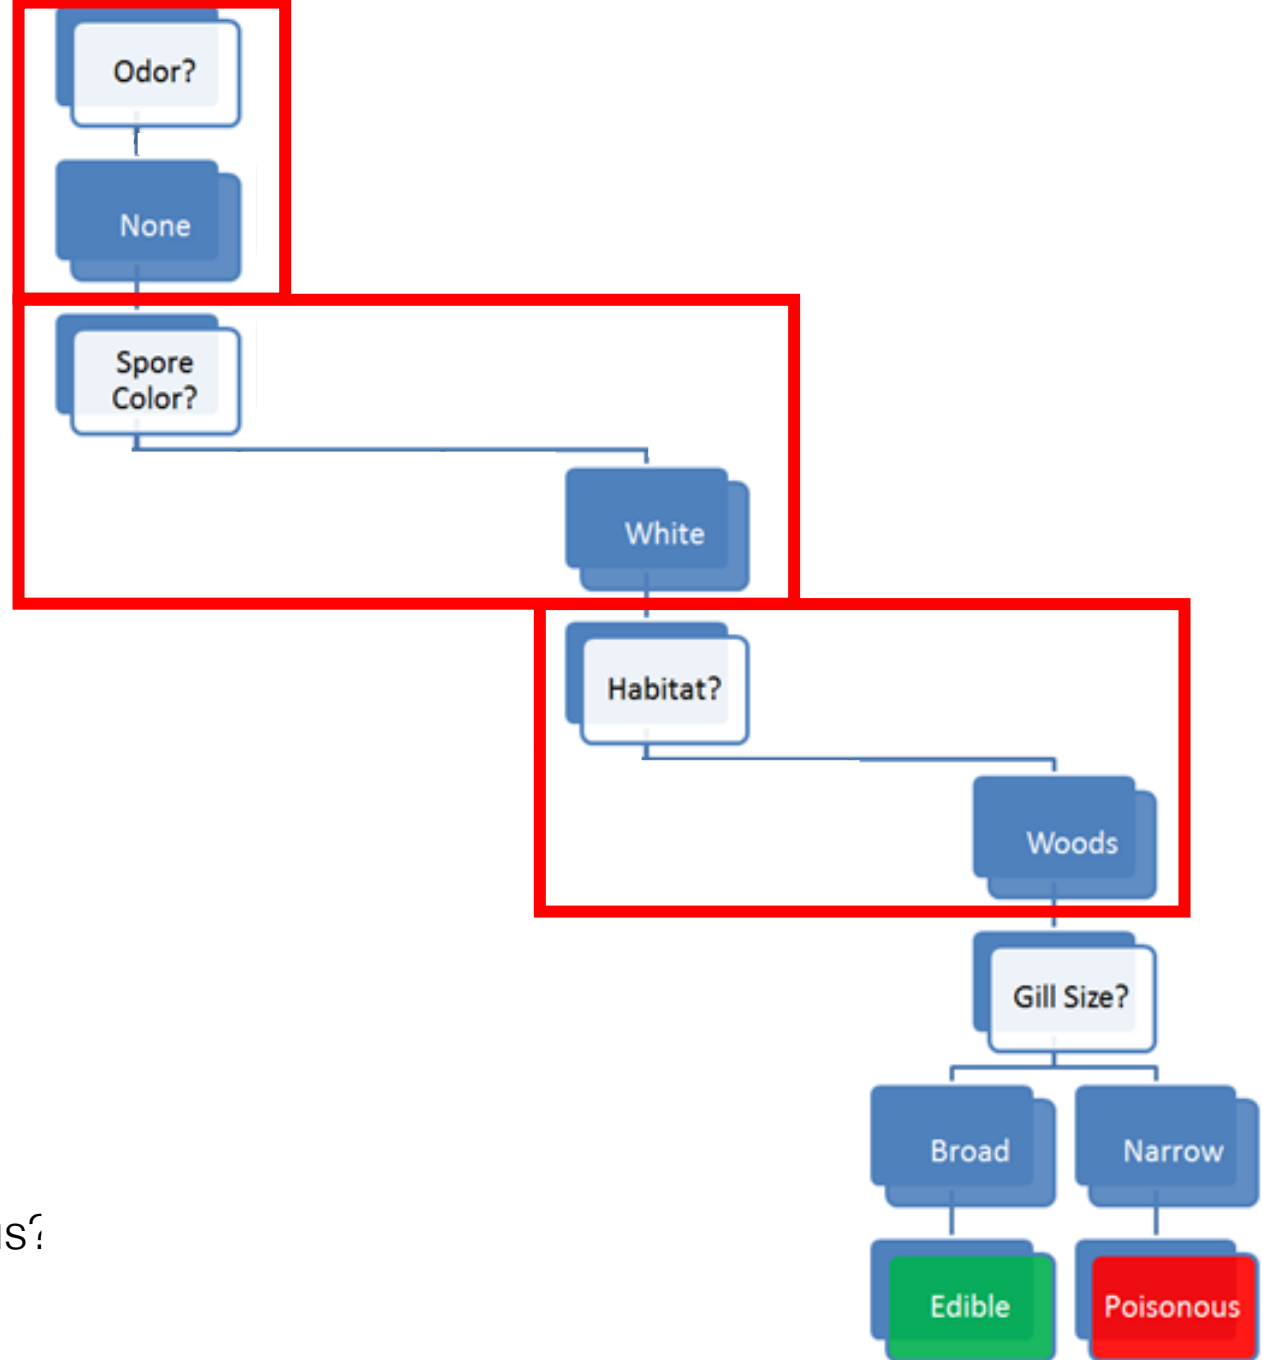 Odor?
None
Spore
Color?
White
Habitat?
Woods
Gill Size?
Broad
Narrow
Edible
Poisonous